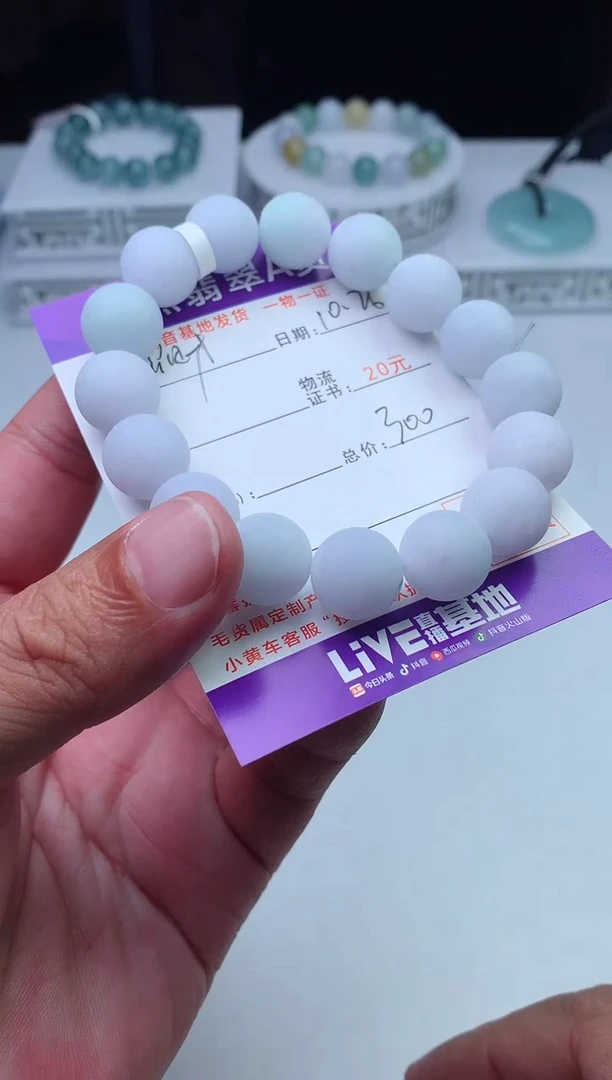 翡翠A
音基地发货 一物一证
日期: 10.26
物流
证书: 20元
总价: 300
毛货属定制产
小黄车客服“
LiVE直播基地
今日头条 抖音 西瓜视频 抖音火山版